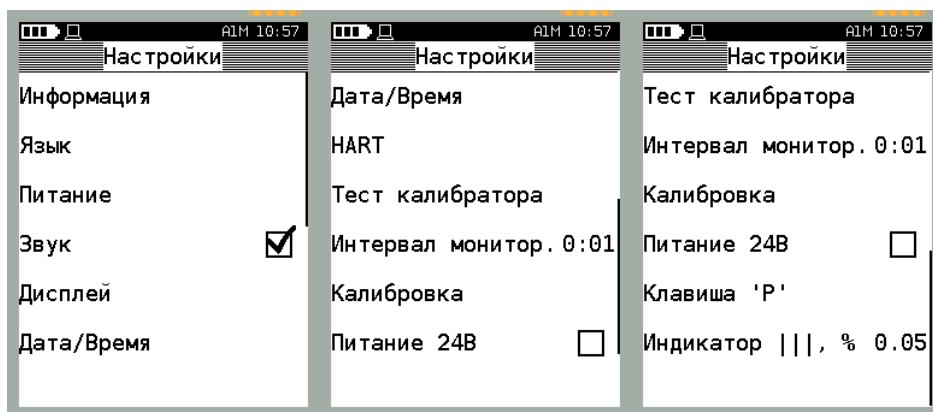 A1M 10:57
Настройки
Информация
Язык
Питание
Звук
Дисплей
Дата/Время
A1M 10:57
Настройки
Дата/Время
HART
Тест калибратора
Интервал монитор. 0:01
Калибровка
Питание 24В
A1M 10:57
Настройки
Тест калибратора
Интервал монитор. 0:01
Калибровка
Питание 24В
Клавиша 'P'
Индикатор |||, % 0.05